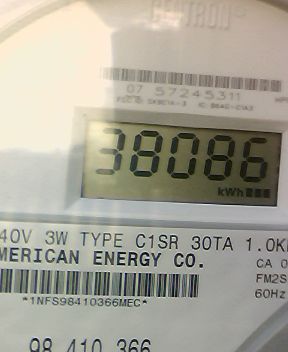 CENTRON
07 57245311
38086
kWh
40V 3W TYPE C1SR 30TA 1.0K
MERICAN ENERGY CO.
CA 0
FM2S
60Hz
*1NFS98410366MEC*
98 410 366